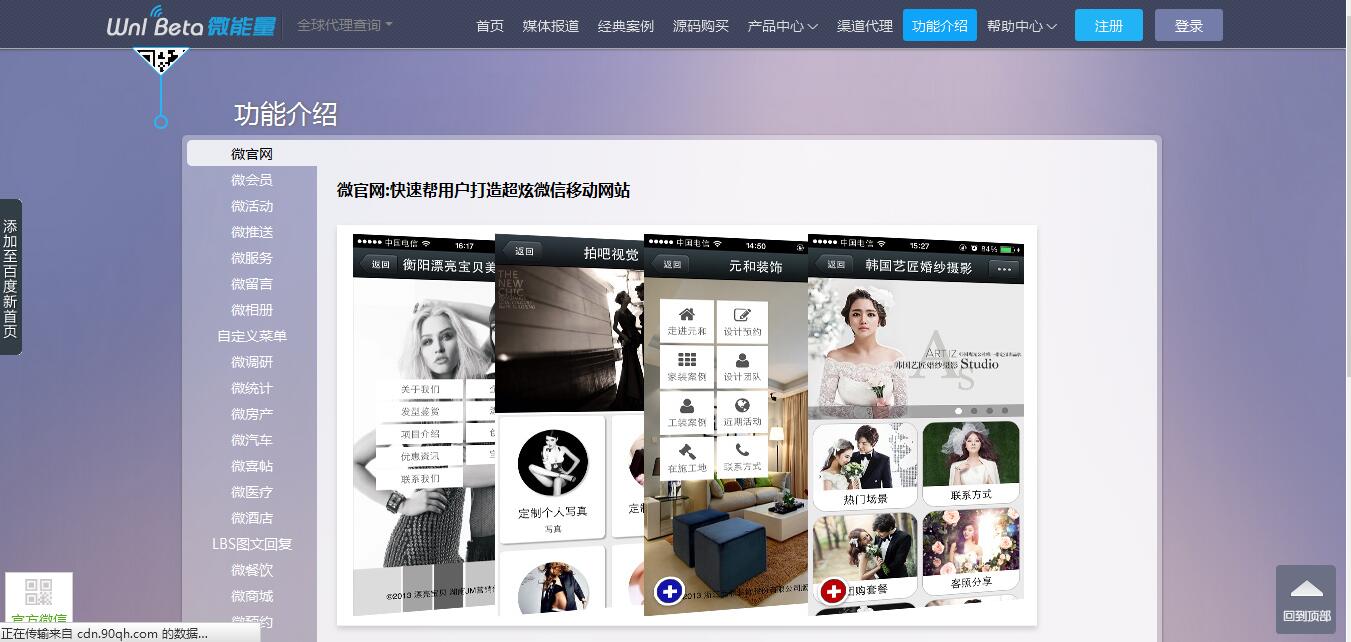 Wnl Beta 微能量
全球代理查询
首页 媒体报道 经典案例 源码购买 产品中心 渠道代理 功能介绍 帮助中心 注册 登录
功能介绍
添加至百度新首页
微官网
微会员
微活动
微推送
微服务
微留言
微相册
自定义菜单
微调研
微统计
微房产
微汽车
微喜帖
微医疗
微酒店
LBS图文回复
微餐饮
微商城
微预约
微官网:快速帮用户打造超炫微信移动网站
中国电信 16:17
返回 衡阳漂亮宝贝美
关于我们
发型鉴赏
项目介绍
优惠资讯
联系我们
©2013 漂亮宝贝
返回 拍吧视觉
THE
NEW
CHIC
定制个人写真
写真
中国电信 14:50
返回 元和装饰
走进元和 设计预约
家装案例 设计团队
工装案例 近期活动
在施工地 联系方式
中国电信 15:27 84%
返回 韩国艺匠婚纱摄影
ARTIZ
韩国艺匠婚纱摄影 Studio
As
热门场景 联系方式
团购套餐 客照分享
官方微信
正在传输来自 cdn.90qh.com 的数据...
回到顶部